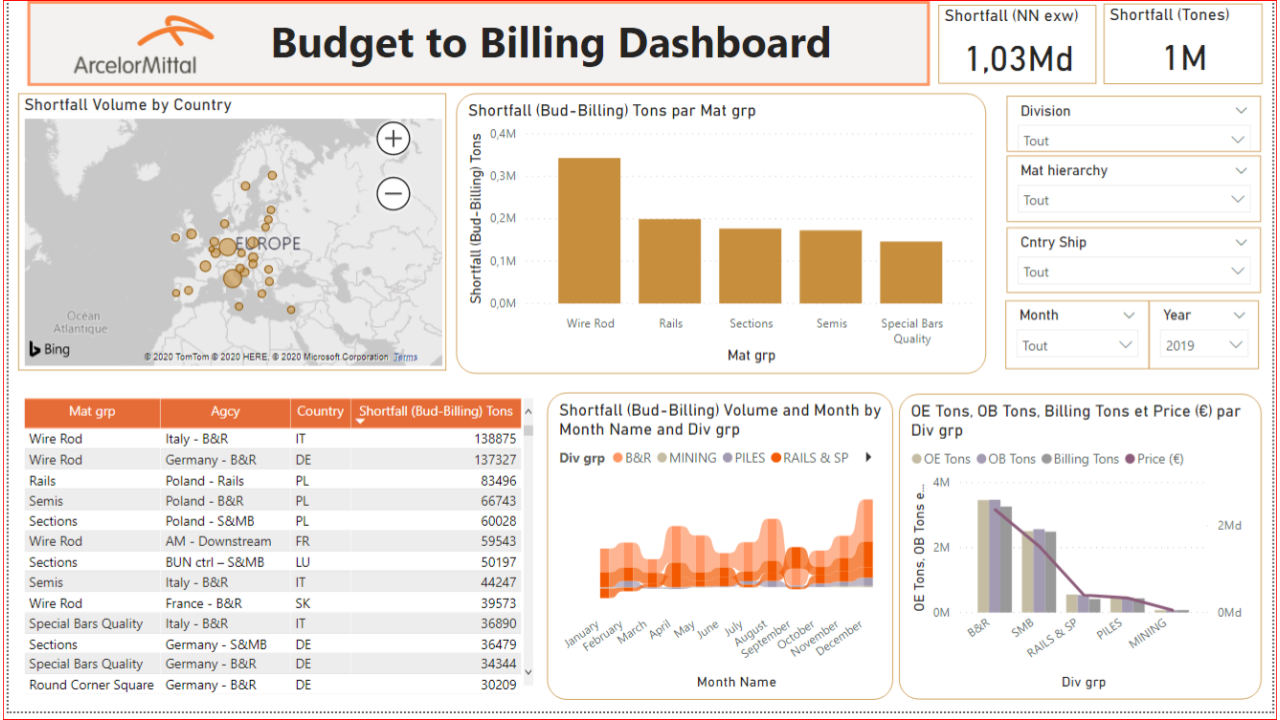 ArcelorMittal
Budget to Billing Dashboard
Shortfall (NN exw)
1,03Md
Shortfall (Tones)
1M
Shortfall Volume by Country
EUROPE
Ocean
Atlantique
Bing
© 2020 TomTom © 2020 HERE, © 2020 Microsoft Corporation Terms
Shortfall (Bud-Billing) Tons par Mat grp
Shortfall (Bud-Billing) Tons
0,4M
0,3M
0,2M
0,1M
0,0M
Wire Rod Rails Sections Semis Special Bars Quality
Mat grp
Division
Tout
Mat hierarchy
Tout
Cntry Ship
Tout
Month
Tout
Year
2019
Mat grp Agcy Country Shortfall (Bud-Billing) Tons
Wire Rod Italy - B&R IT 138875
Wire Rod Germany - B&R DE 137327
Rails Poland - Rails PL 83496
Semis Poland - B&R PL 66743
Sections Poland - S&MB PL 60028
Wire Rod AM - Downstream FR 59543
Sections BUN ctrl – S&MB LU 50197
Semis Italy - B&R IT 44247
Wire Rod France - B&R SK 39573
Special Bars Quality Italy - B&R IT 36890
Sections Germany - S&MB DE 36479
Special Bars Quality Germany - B&R DE 34344
Round Corner Square Germany - B&R DE 30209
Shortfall (Bud-Billing) Volume and Month by
Month Name and Div grp
Div grp B&R MINING PILES RAILS & SP
January February March April May June July August September October November December
Month Name
OE Tons, OB Tons, Billing Tons et Price (€) par
Div grp
OE Tons OB Tons Billing Tons Price (€)
OE Tons, OB Tons e...
4M
2M
0M
2Md
0Md
B&R SMB RAILS & SP PILES MINING
Div grp